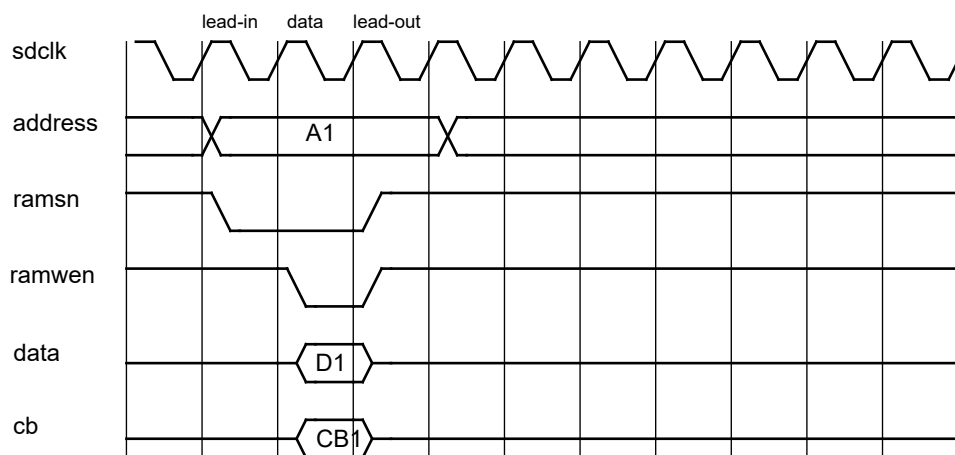 lead-in data lead-out
sdclk
address A1
ramsn
ramwen
data D1
cb CB1